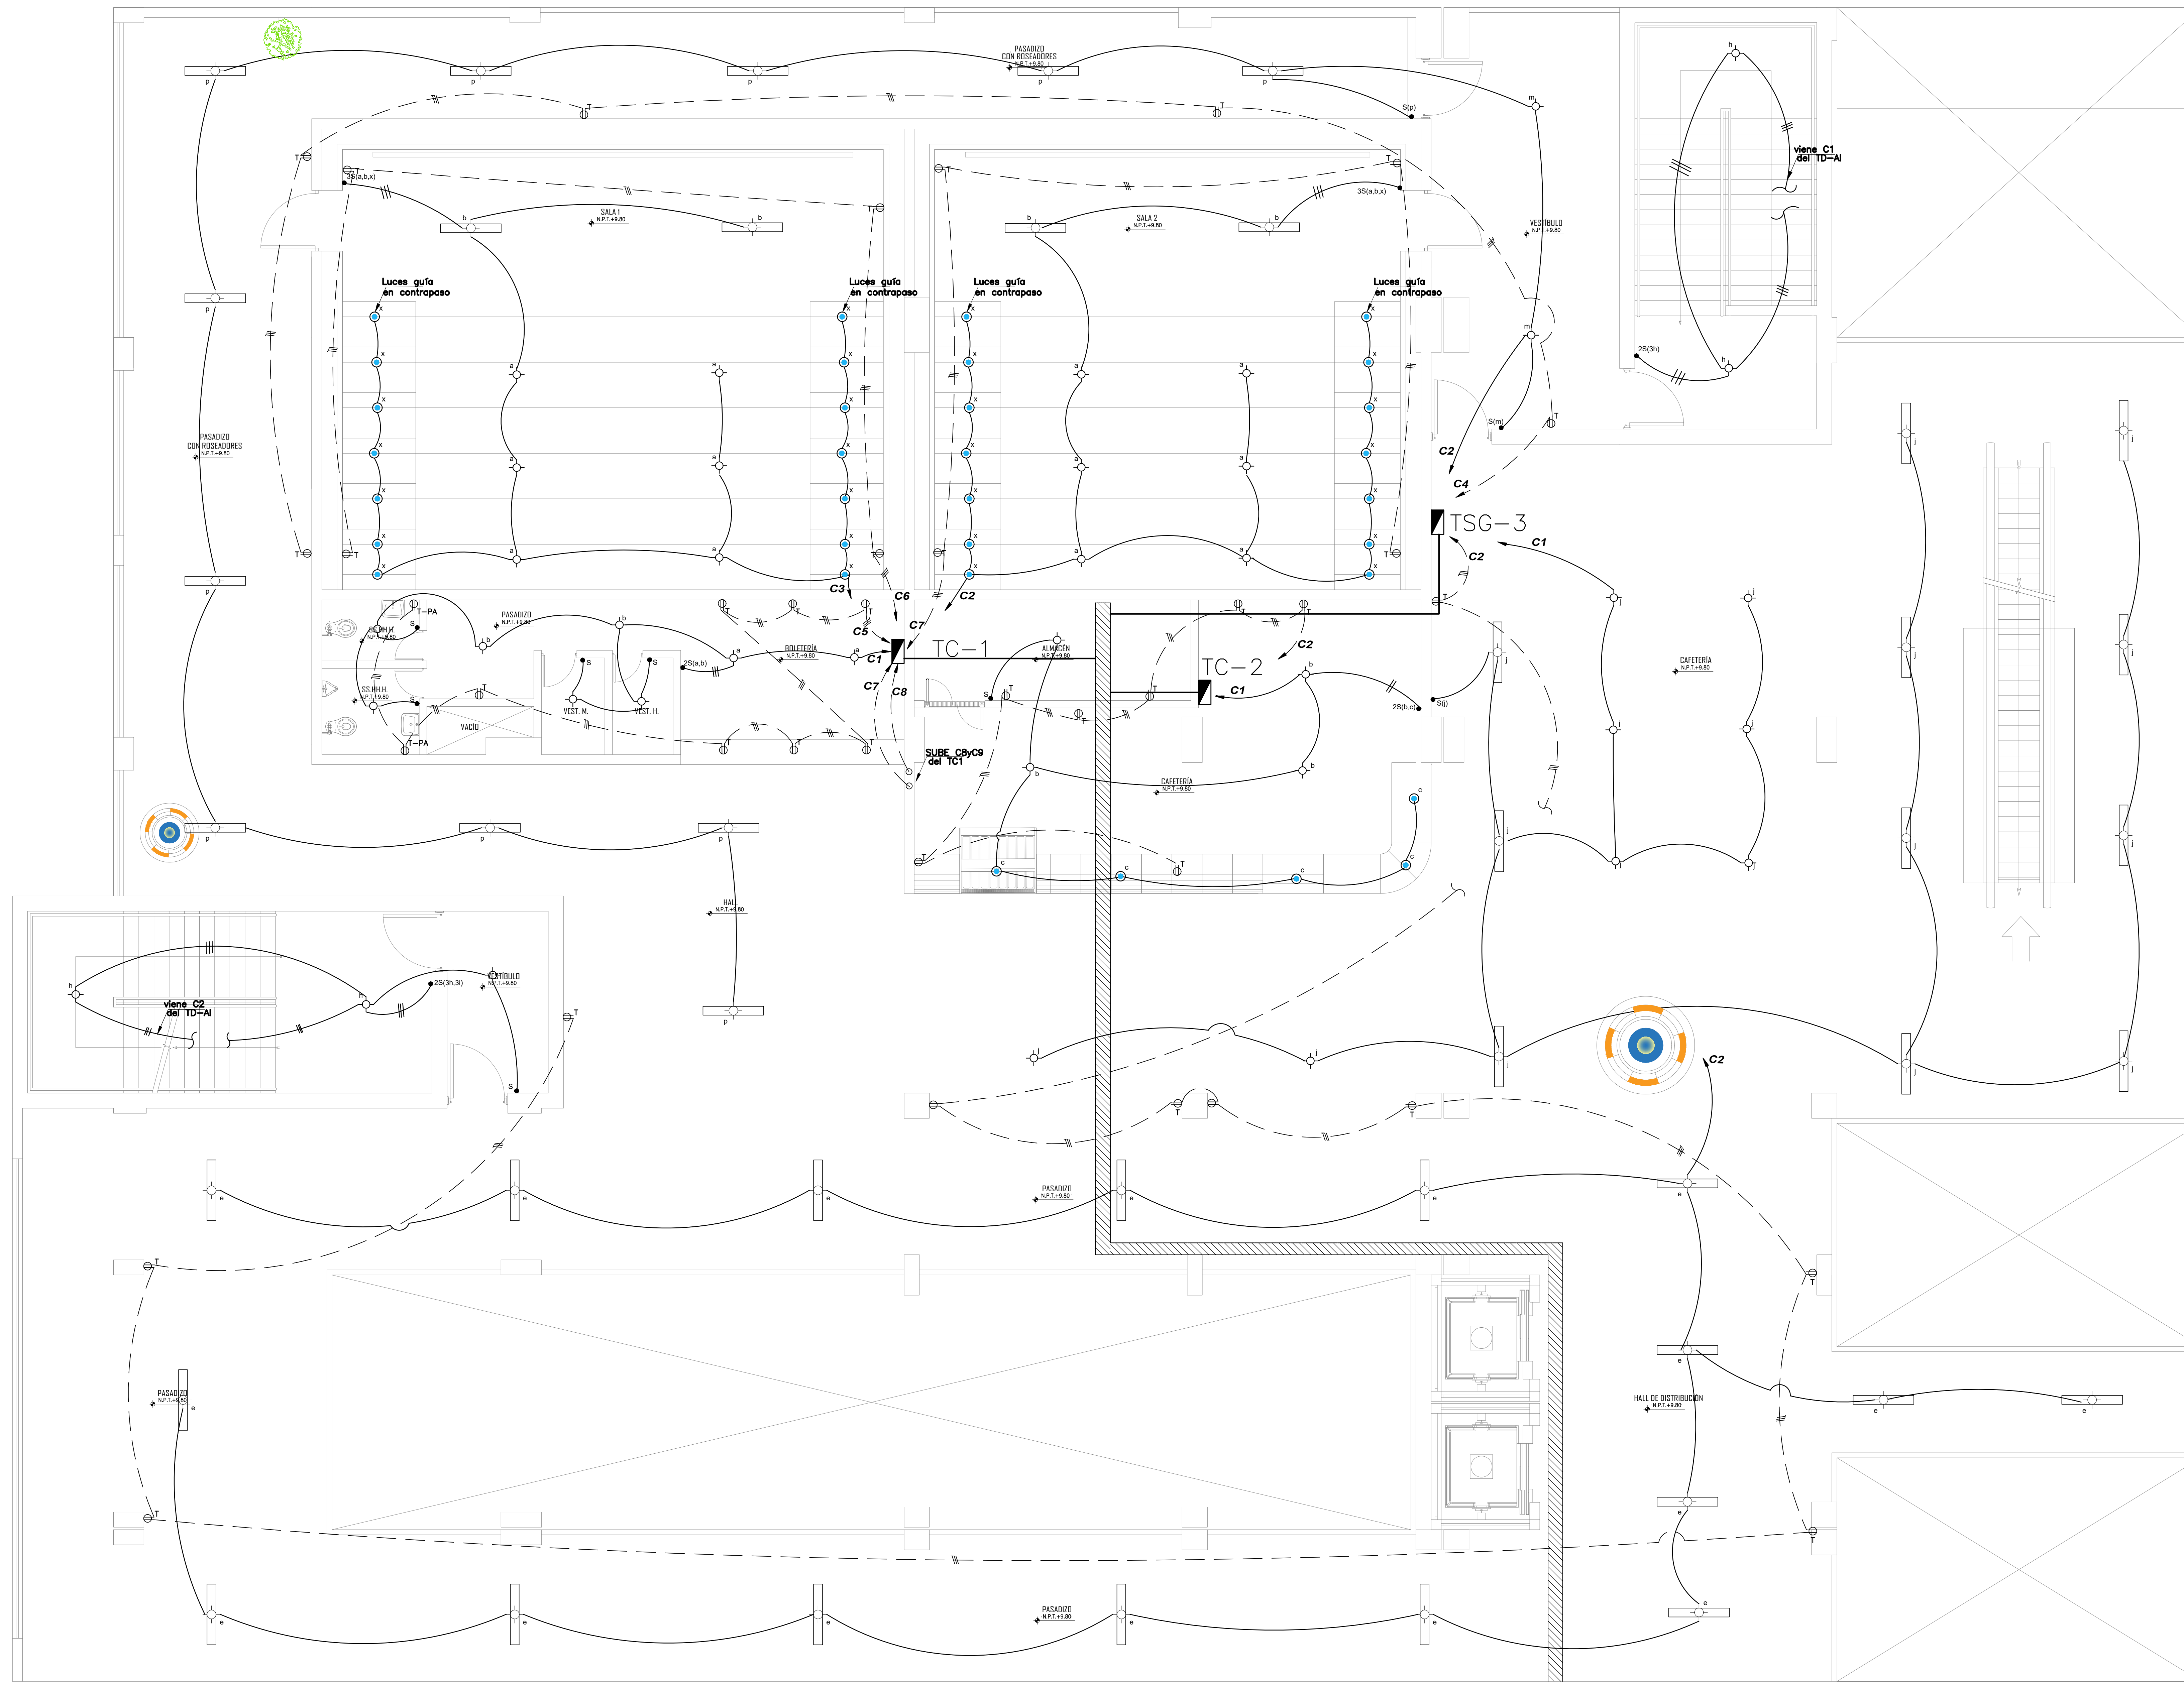 PASADIZO
CON ROSEADORES
N.P.T.+9.80
h
p
p
p
p
p
m
S(p)
T
T
viene C1
del TD-AI
T
T
3S(a,b,x)
T
T
3S(a,b,x)
T
SALA 1
N.P.T.+9.80
b
b
SALA 2
N.P.T.+9.80
b
b
VESTÍBULO
N.P.T.+9.80
Luces guía
en contrapaso
Luces guía
en contrapaso
Luces guía
en contrapaso
Luces guía
en contrapaso
p
x
x
x
x
m
2S(3h)
h
x
x
x
x
a
a
a
a
x
x
x
x
PASADIZO
CON ROSEADORES
N.P.T.+9.80
S(m)
T
j
j
x
x
x
x
C2
a
a
a
a
C4
x
x
x
x
TSG-3
C1
x
x
x
x
T
T
T
T
T
a
a
a
a
C2
x
x
x
x
p
C3
C6
C2
T-PA
T
T
T
T
T
T
j
j
PASADIZO
N.P.T.+9.80
SS.HH.H.
N.P.T.+9.80
S
b
b
C5
C7
BOLETERÍA
N.P.T.+9.80
TC-1
ALMACÉN
N.P.T.+9.80
C2
a
a
C1
S
S
2S(a,b)
TC-2
b
j
CAFETERÍA
N.P.T.+9.80
j
j
SS.HH.H.
N.P.T.+9.80
S
T
C7
C8
S
T
T
C1
2S(b,c)
S(j)
VEST. M.
VEST. H.
VACÍO
T
T-PA
T
T
T
j
j
SUBE C8yC9
del TC1
b
b
CAFETERÍA
N.P.T.+9.80
c
p
p
p
j
j
j
j
j
T
c
c
c
T
c
HALL
N.P.T.+9.80
VESTÍBULO
N.P.T.+9.80
h
h
2S(3h,3i)
viene C2
del TD-AI
T
p
j
j
j
C2
j
j
S
T
T
e
e
e
PASADIZO
N.P.T.+9.80
e
e
e
T
T
e
PASADIZO
N.P.T.+9.80
e
HALL DE DISTRIBUCIÓN
N.P.T.+9.80
e
e
T
e
T
e
e
e
e
PASADIZO
N.P.T.+9.80
e
e
e